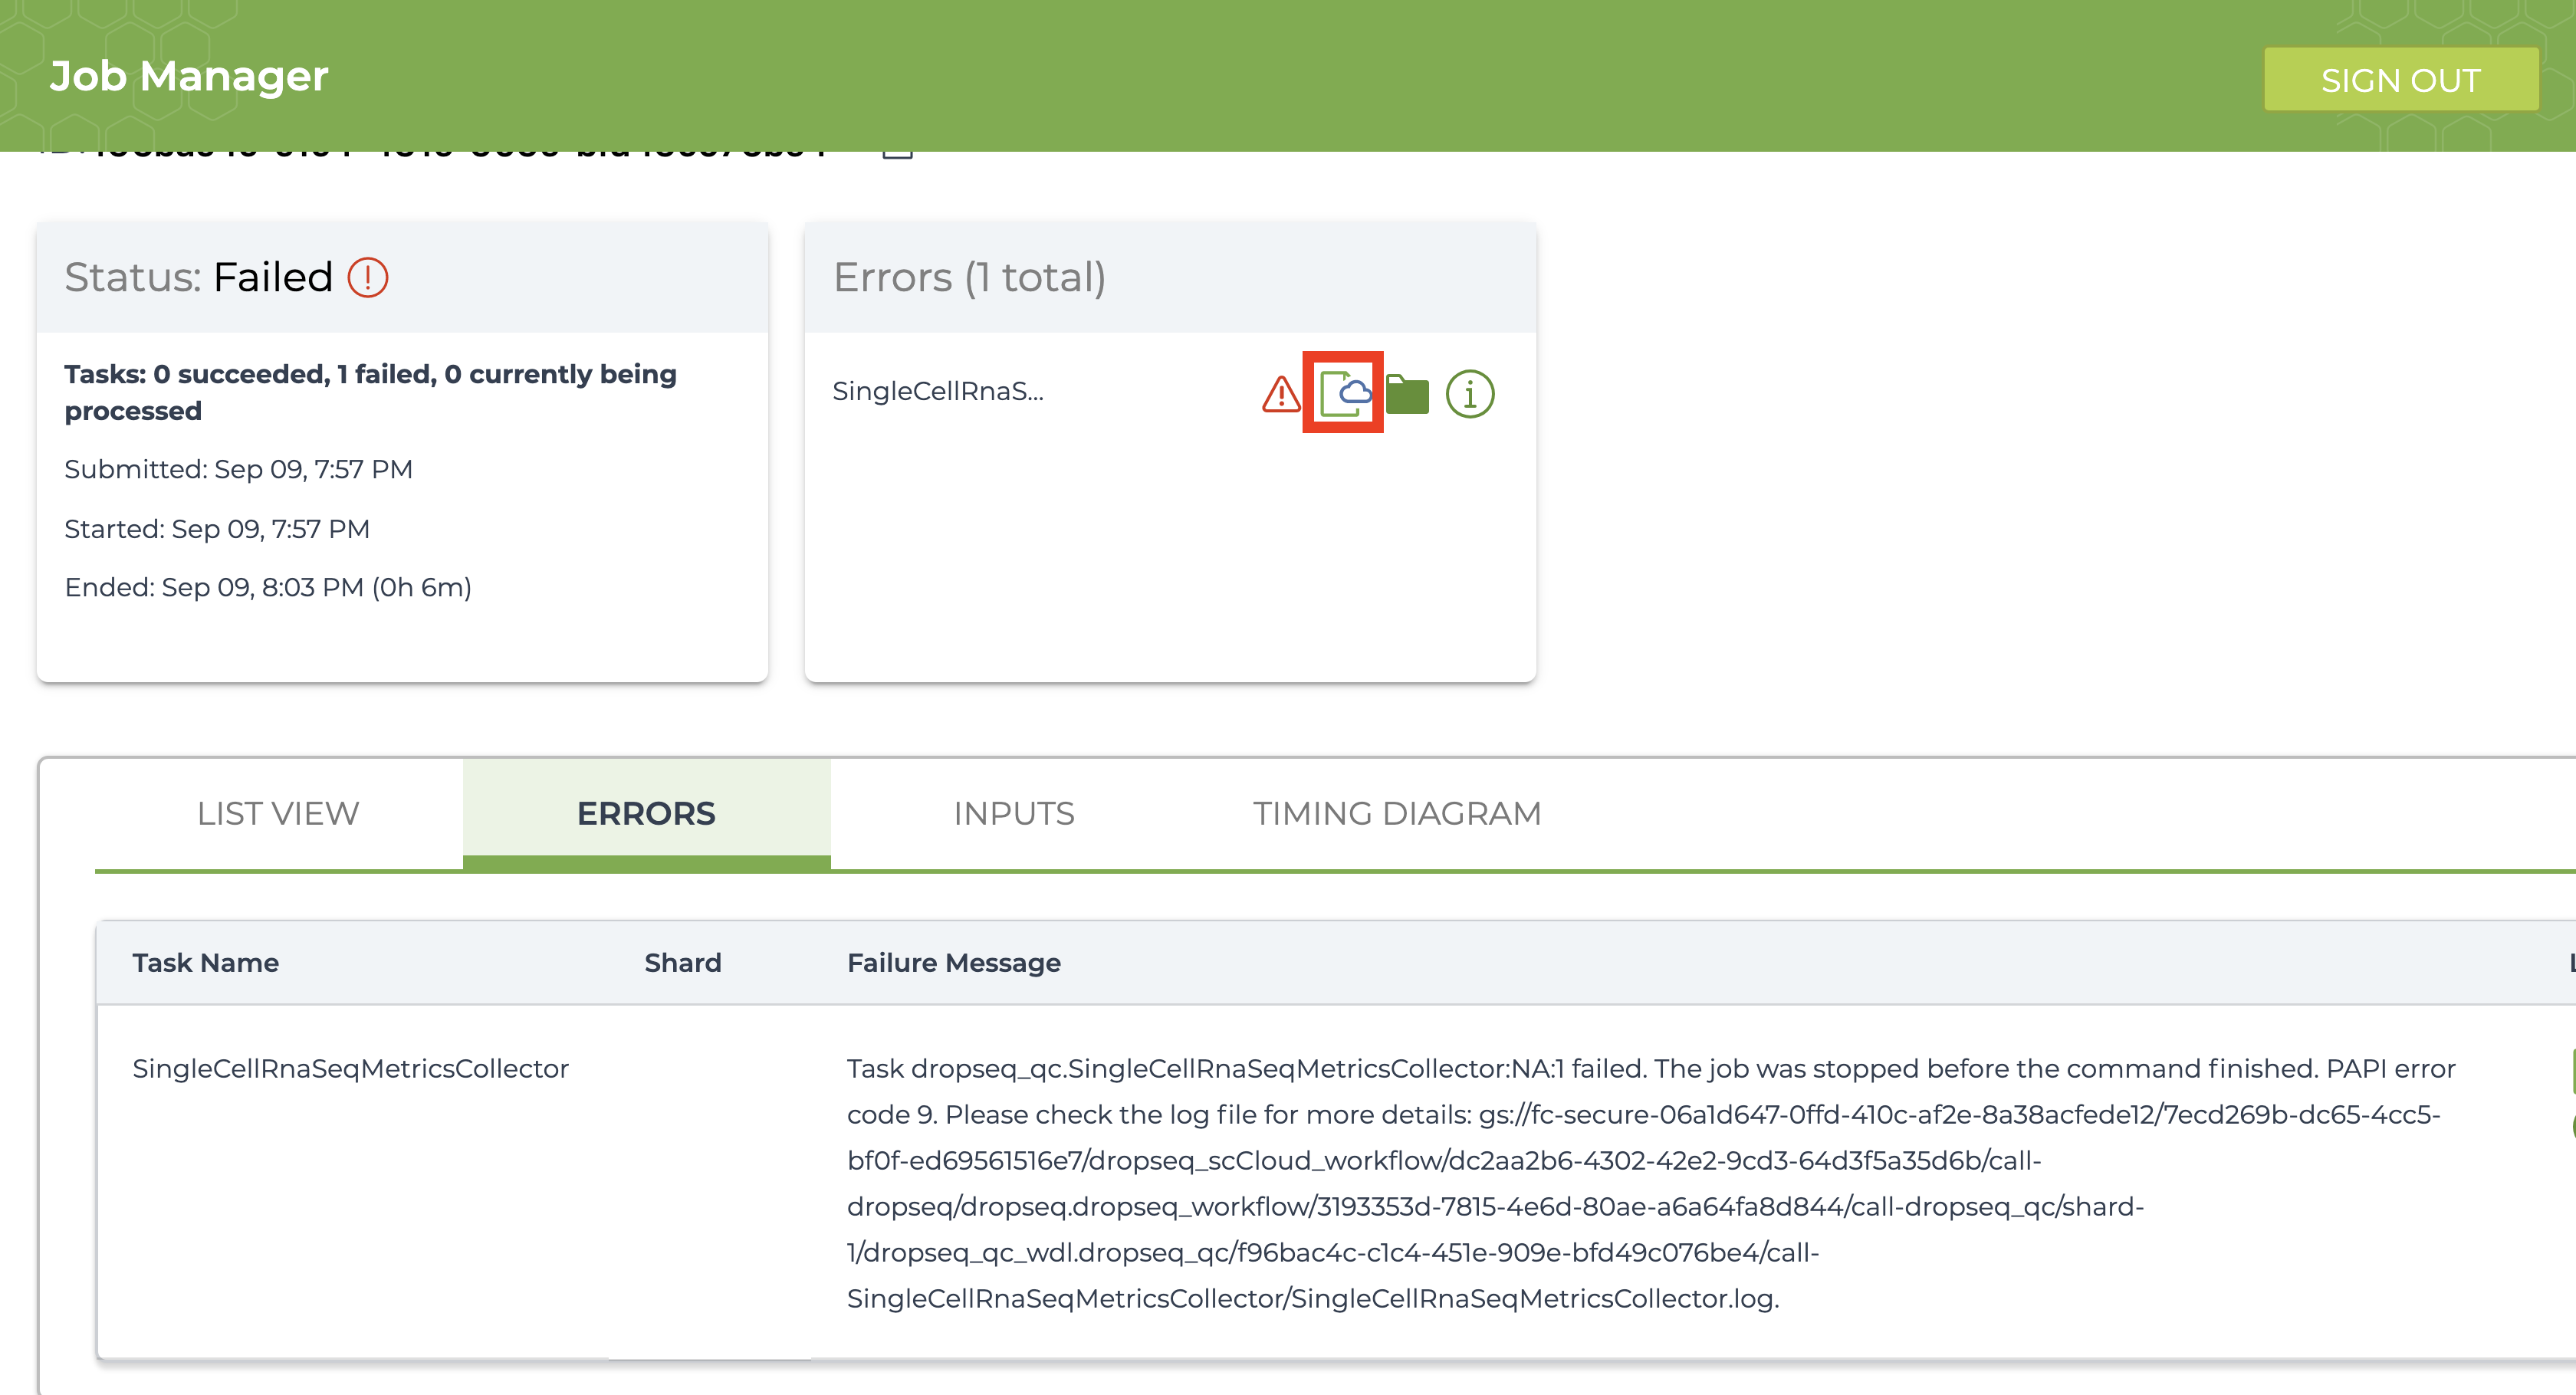 Job Manager
SIGN OUT
Status: Failed
Errors (1 total)
Tasks: 0 succeeded, 1 failed, 0 currently being
processed
Submitted: Sep 09, 7:57 PM
Started: Sep 09, 7:57 PM
Ended: Sep 09, 8:03 PM (0h 6m)
SingleCellRnaS...
LIST VIEW
ERRORS
INPUTS
TIMING DIAGRAM
Task Name
Shard
Failure Message
SingleCellRnaSeqMetricsCollector
Task dropseq_qc.SingleCellRnaSeqMetricsCollector:NA:1 failed. The job was stopped before the command finished. PAPI error
code 9. Please check the log file for more details: gs://fc-secure-06a1d647-0ffd-410c-af2e-8a38acfede12/7ecd269b-dc65-4cc5-
bf0f-ed69561516e7/dropseq_scCloud_workflow/dc2aa2b6-4302-42e2-9cd3-64d3f5a35d6b/call-
dropseq/dropseq.dropseq_workflow/3193353d-7815-4e6d-80ae-a6a64fa8d844/call-dropseq_qc/shard-
1/dropseq_qc_wdl.dropseq_qc/f96bac4c-c1c4-451e-909e-bfd49c076be4/call-
SingleCellRnaSeqMetricsCollector/SingleCellRnaSeqMetricsCollector.log.